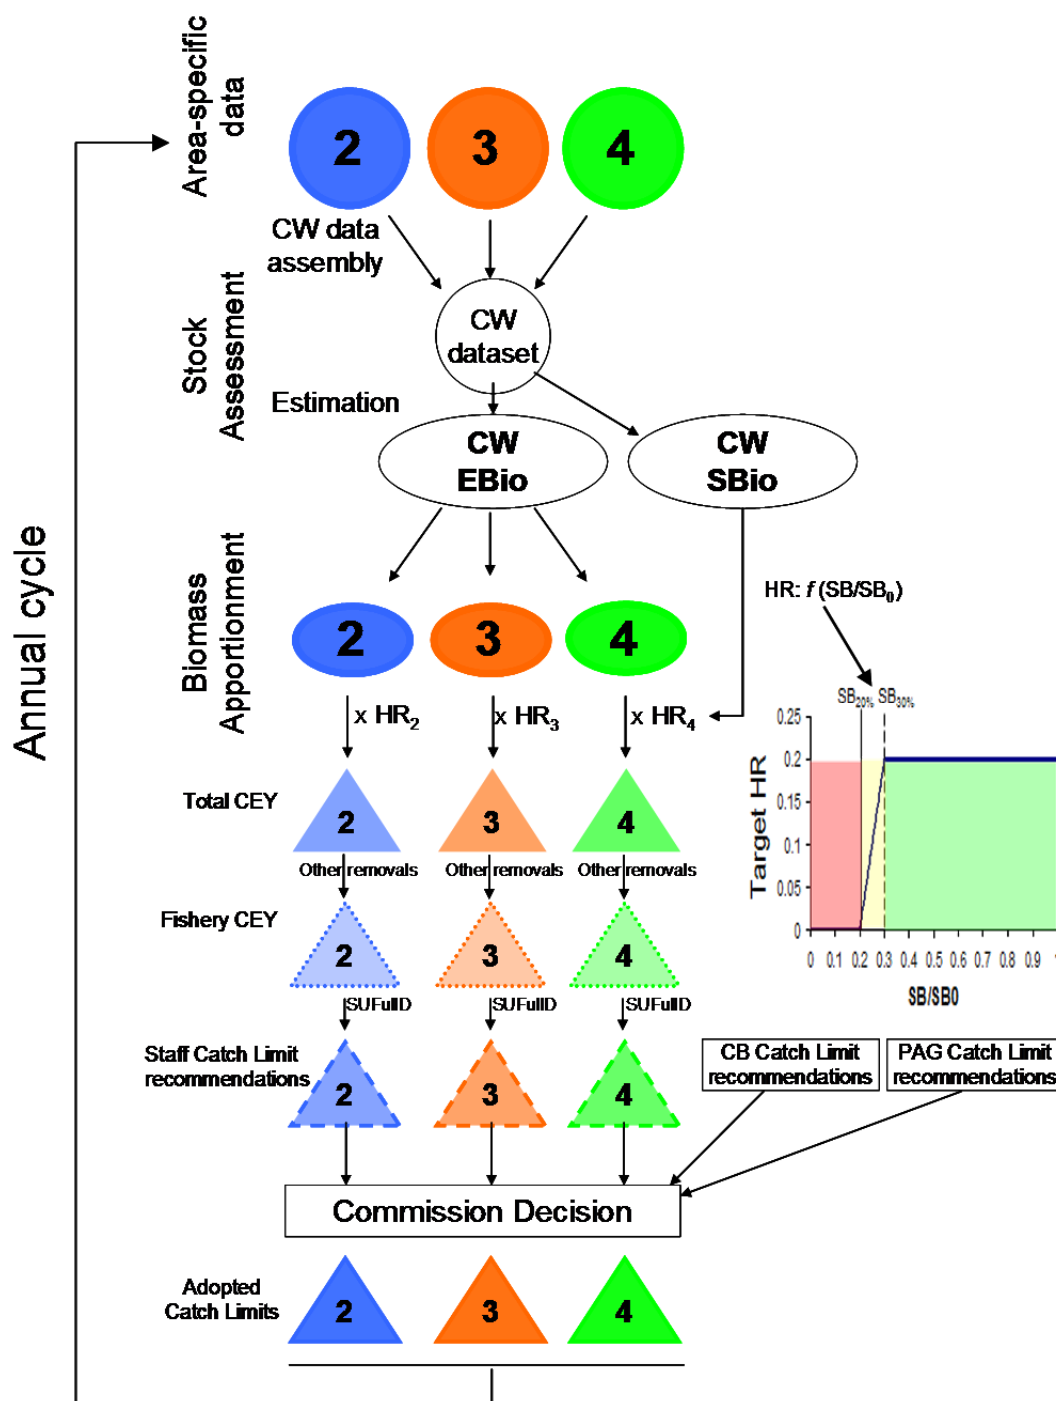 Annual cycle
Area-specific
data
2 3 4
CW data
assembly
Stock
Assessment
CW
dataset
Estimation
CW
EBio
CW
SBio
Biomass
Apportionment
2 3 4
x HR2 x HR3 x HR4
HR: f (SB/SB0)
SB20% SB30%
Target HR
0.25
0.2
0.15
0.1
0.05
0
0 0.1 0.2 0.3 0.4 0.5 0.6 0.7 0.8 0.9
SB/SB0
Total CEY
2 3 4
Other removals Other removals Other removals
Fishery CEY
2 3 4
SUFullD SUFullD SUFullD
Staff Catch Limit
recommendations
2 3 4
CB Catch Limit
recommendations
PAG Catch Limit
recommendations
Commission Decision
Adopted
Catch Limits
2 3 4